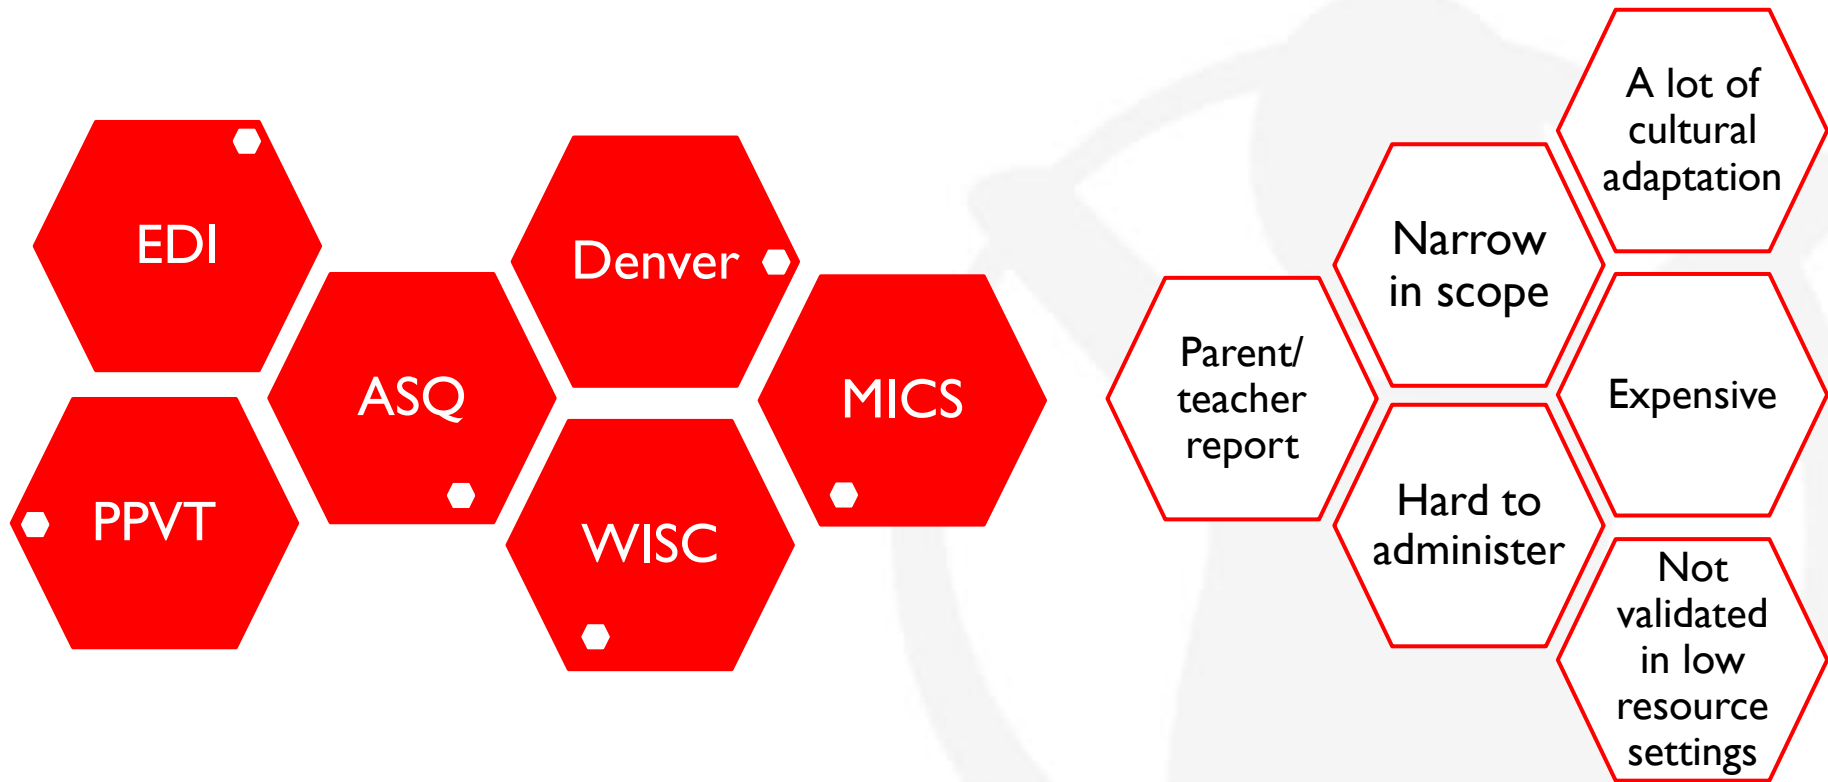 EDI
PPVT
ASQ
Denver
WISC
MICS
Parent/
teacher
report
Narrow
in scope
Hard to
administer
A lot of
cultural
adaptation
Expensive
Not
validated
in low
resource
settings